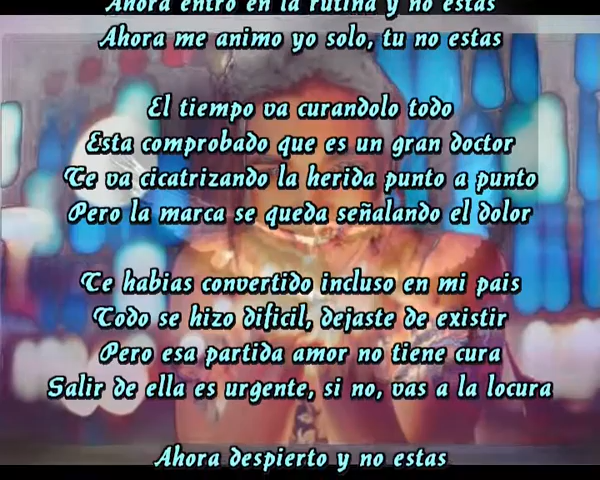 Ahora entro en la rutina y no estas
Ahora me animo yo solo, tu no estas
El tiempo va curandolo todo
Esta comprobado que es un gran doctor
Te va cicatrizando la herida punto a punto
Pero la marca se queda señalando el dolor
Te habias convertido incluso en mi pais
Todo se hizo dificil, dejaste de existir
Pero esa partida amor no tiene cura
Salir de ella es urgente, si no, vas a la locura
Ahora despierto y no estas